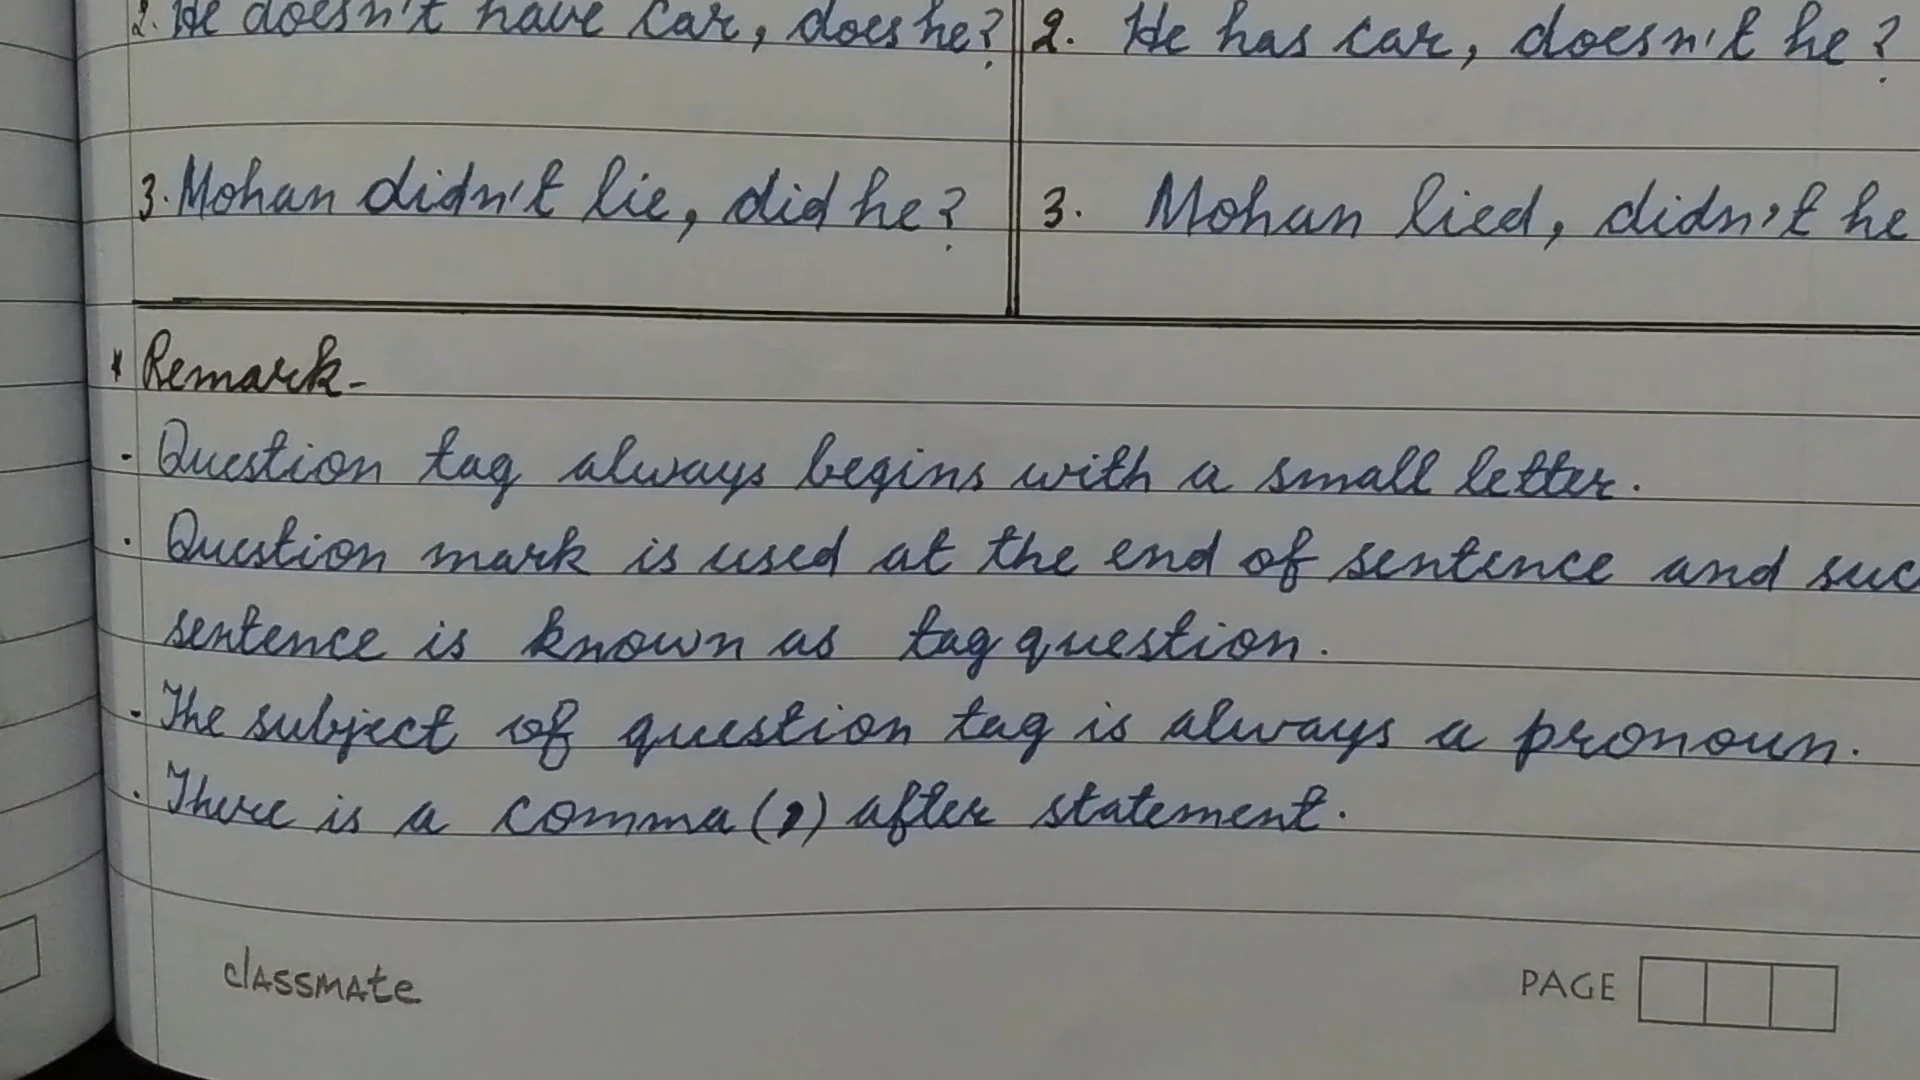 2. He doesn't have car, does he?
2. He has car, doesn't he?
3. Mohan didn't lie, did he?
3. Mohan lied, didn't he
* Remark-
- Question tag always begins with a small letter.
. Question mark is used at the end of sentence and suc
sentence is known as tag question.
- The subject of question tag is always a pronoun.
. There is a comma (,) after statement.
classmate
PAGE